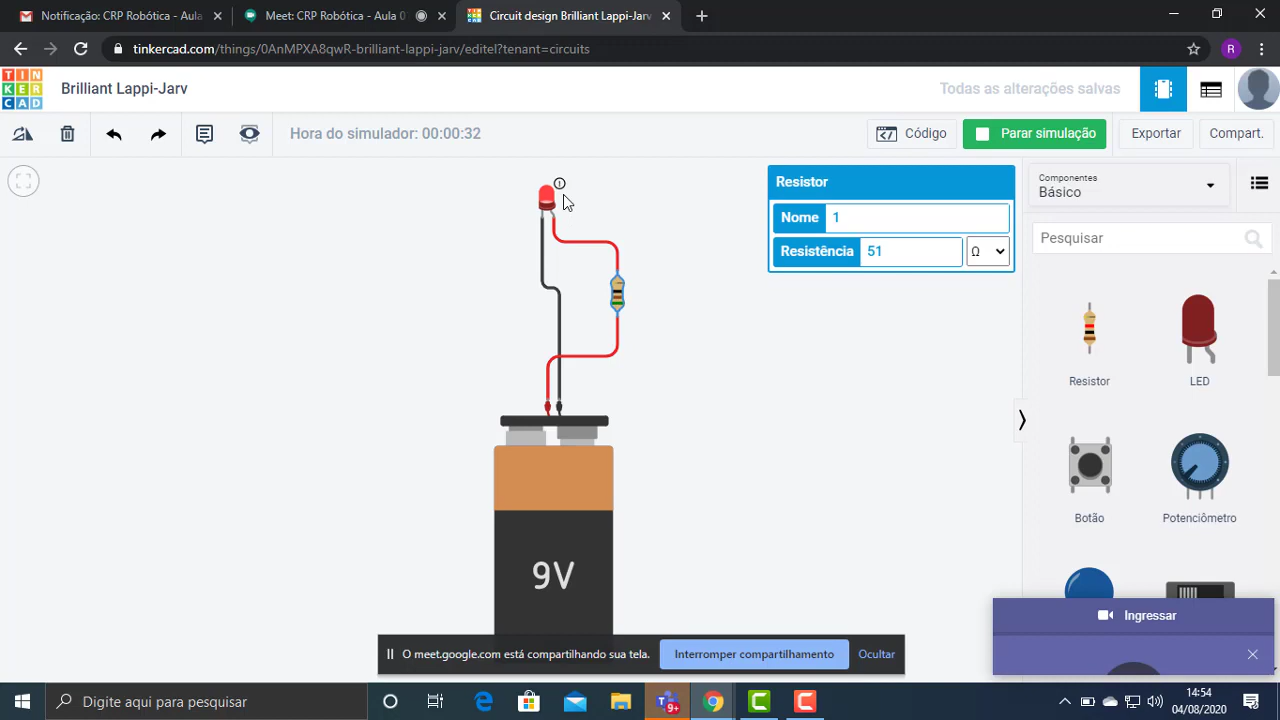 Notificação: CRP Robótica - Aula
Meet: CRP Robótica - Aula 0
Circuit design Brilliant Lappi-Jarv
tinkercad.com/things/0AnMPXA8qwR-brilliant-lappi-jarv/editel?tenant=circuits
R
TIN
KER
CAD
Brilliant Lappi-Jarv
Todas as alterações salvas
Hora do simulador: 00:00:32
Código
Parar simulação
Exportar
Compart.
Resistor
Nome 1
Resistência 51 Ω
Componentes
Básico
Pesquisar
Resistor
LED
Botão
Potenciômetro
9V
Ingressar
O meet.google.com está compartilhando sua tela.
Interromper compartilhamento
Ocultar
Digite aqui para pesquisar
9+
14:54
04/08/2020